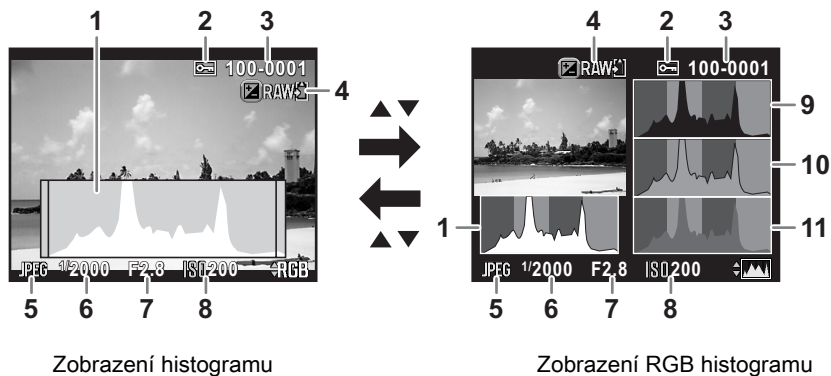 1 2 3
100-0001
RAW 4
JPEG 1/2000 F2.8 ISO200 RGB
5 6 7 8
Zobrazení histogramu
▲▼
▲▼
4 2 3
RAW 100-0001
9
10
1 11
JPEG 1/2000 F2.8 ISO200
5 6 7 8
Zobrazení RGB histogramu